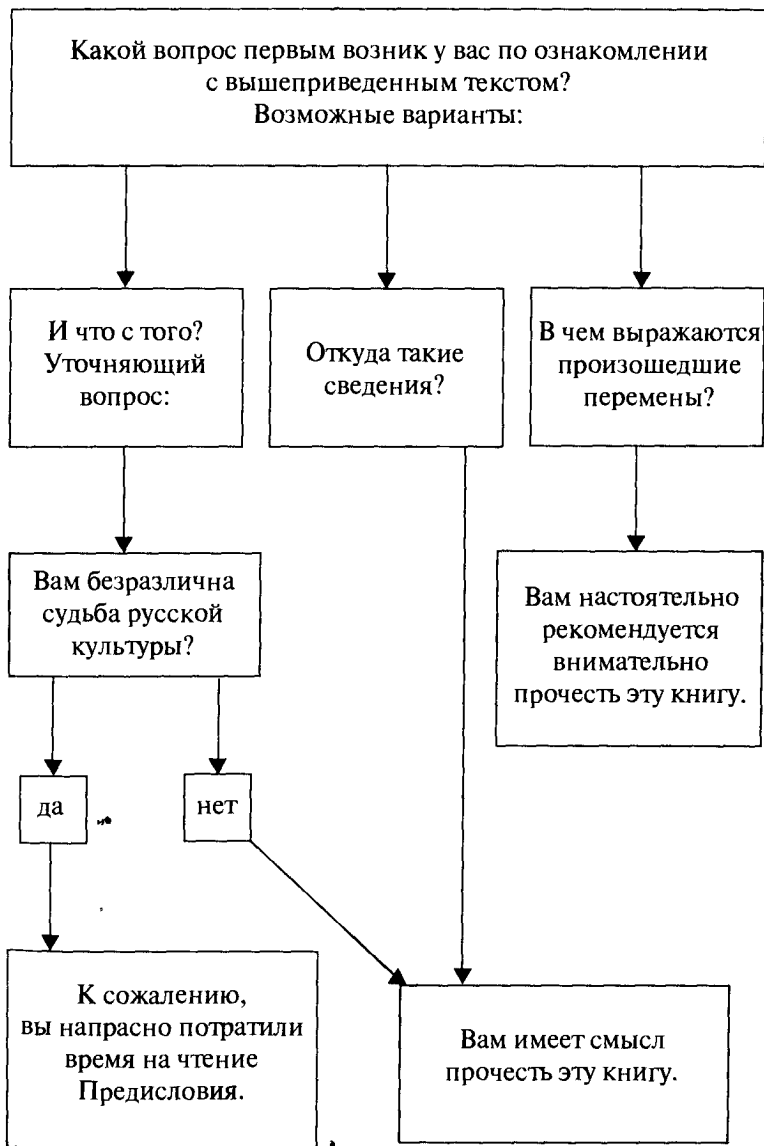 Какой вопрос первым возник у вас по ознакомлении
с вышеприведенным текстом?
Возможные варианты:
И что с того?
Уточняющий
вопрос:
Откуда такие
сведения?
В чем выражаются
произошедшие
перемены?
Вам безразлична
судьба русской
культуры?
Вам настоятельно
рекомендуется
внимательно
прочесть эту книгу.
да
нет
К сожалению,
вы напрасно потратили
время на чтение
Предисловия.
Вам имеет смысл
прочесть эту книгу.